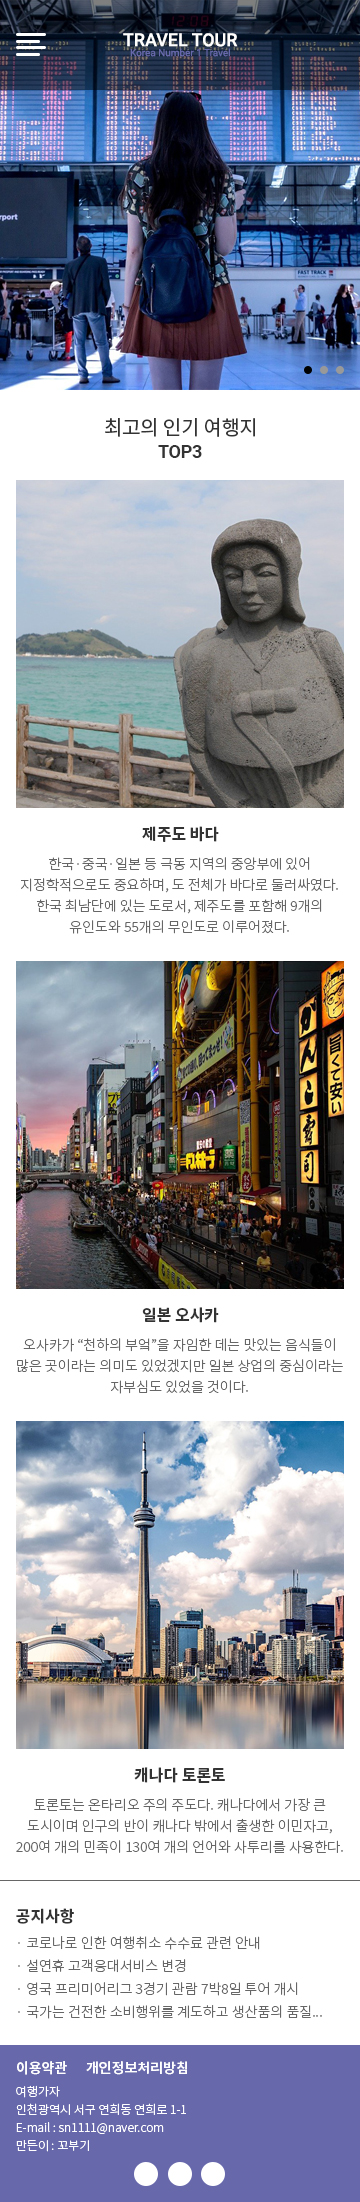 12:08
TRAVEL TOUR
Korea Number 1 Travel
rport
FAST TRACK
최고의 인기 여행지
TOP3
제주도 바다
한국·중국·일본 등 극동 지역의 중앙부에 있어
지정학적으로도 중요하며, 도 전체가 바다로 둘러싸였다.
한국 최남단에 있는 도로서, 제주도를 포함해 9개의
유인도와 55개의 무인도로 이루어졌다.
かんこ寿司
旨くて安い
일본 오사카
오사카가 “천하의 부엌”을 자임한 데는 맛있는 음식들이
많은 곳이라는 의미도 있었겠지만 일본 상업의 중심이라는
자부심도 있었을 것이다.
캐나다 토론토
토론토는 온타리오 주의 주도다. 캐나다에서 가장 큰
도시이며 인구의 반이 캐나다 밖에서 출생한 이민자고,
200여 개의 민족이 130여 개의 언어와 사투리를 사용한다.
공지사항
· 코로나로 인한 여행취소 수수료 관련 안내
· 설연휴 고객응대서비스 변경
· 영국 프리미어리그 3경기 관람 7박8일 투어 개시
· 국가는 건전한 소비행위를 계도하고 생산품의 품질...
이용약관 개인정보처리방침
여행가자
인천광역시 서구 연희동 연희로 1-1
E-mail : sn1111@naver.com
만든이 : 꼬부기